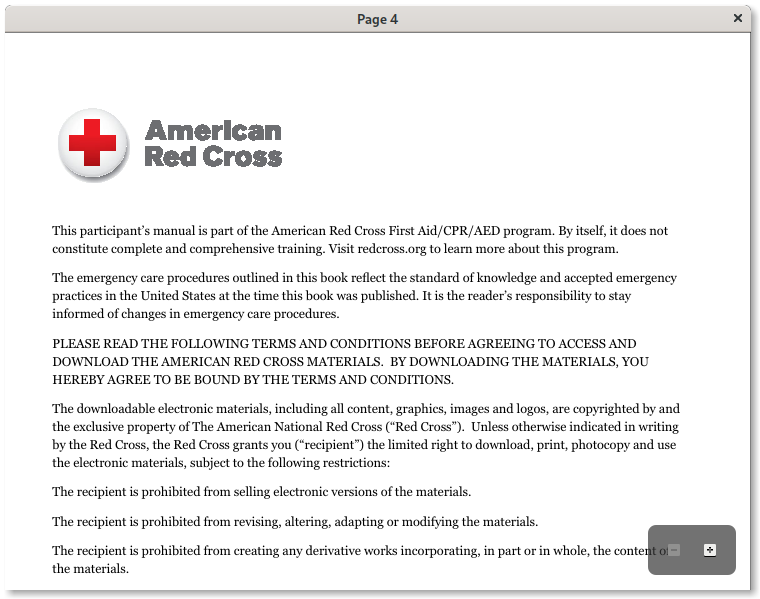 Page 4
American
Red Cross
This participant’s manual is part of the American Red Cross First Aid/CPR/AED program. By itself, it does not
constitute complete and comprehensive training. Visit redcross.org to learn more about this program.
The emergency care procedures outlined in this book reflect the standard of knowledge and accepted emergency
practices in the United States at the time this book was published. It is the reader’s responsibility to stay
informed of changes in emergency care procedures.
PLEASE READ THE FOLLOWING TERMS AND CONDITIONS BEFORE AGREEING TO ACCESS AND
DOWNLOAD THE AMERICAN RED CROSS MATERIALS.  BY DOWNLOADING THE MATERIALS, YOU
HEREBY AGREE TO BE BOUND BY THE TERMS AND CONDITIONS.
The downloadable electronic materials, including all content, graphics, images and logos, are copyrighted by and
the exclusive property of The American National Red Cross (“Red Cross”).  Unless otherwise indicated in writing
by the Red Cross, the Red Cross grants you (“recipient”) the limited right to download, print, photocopy and use
the electronic materials, subject to the following restrictions:
The recipient is prohibited from selling electronic versions of the materials.
The recipient is prohibited from revising, altering, adapting or modifying the materials.
The recipient is prohibited from creating any derivative works incorporating, in part or in whole, the content of
the materials.